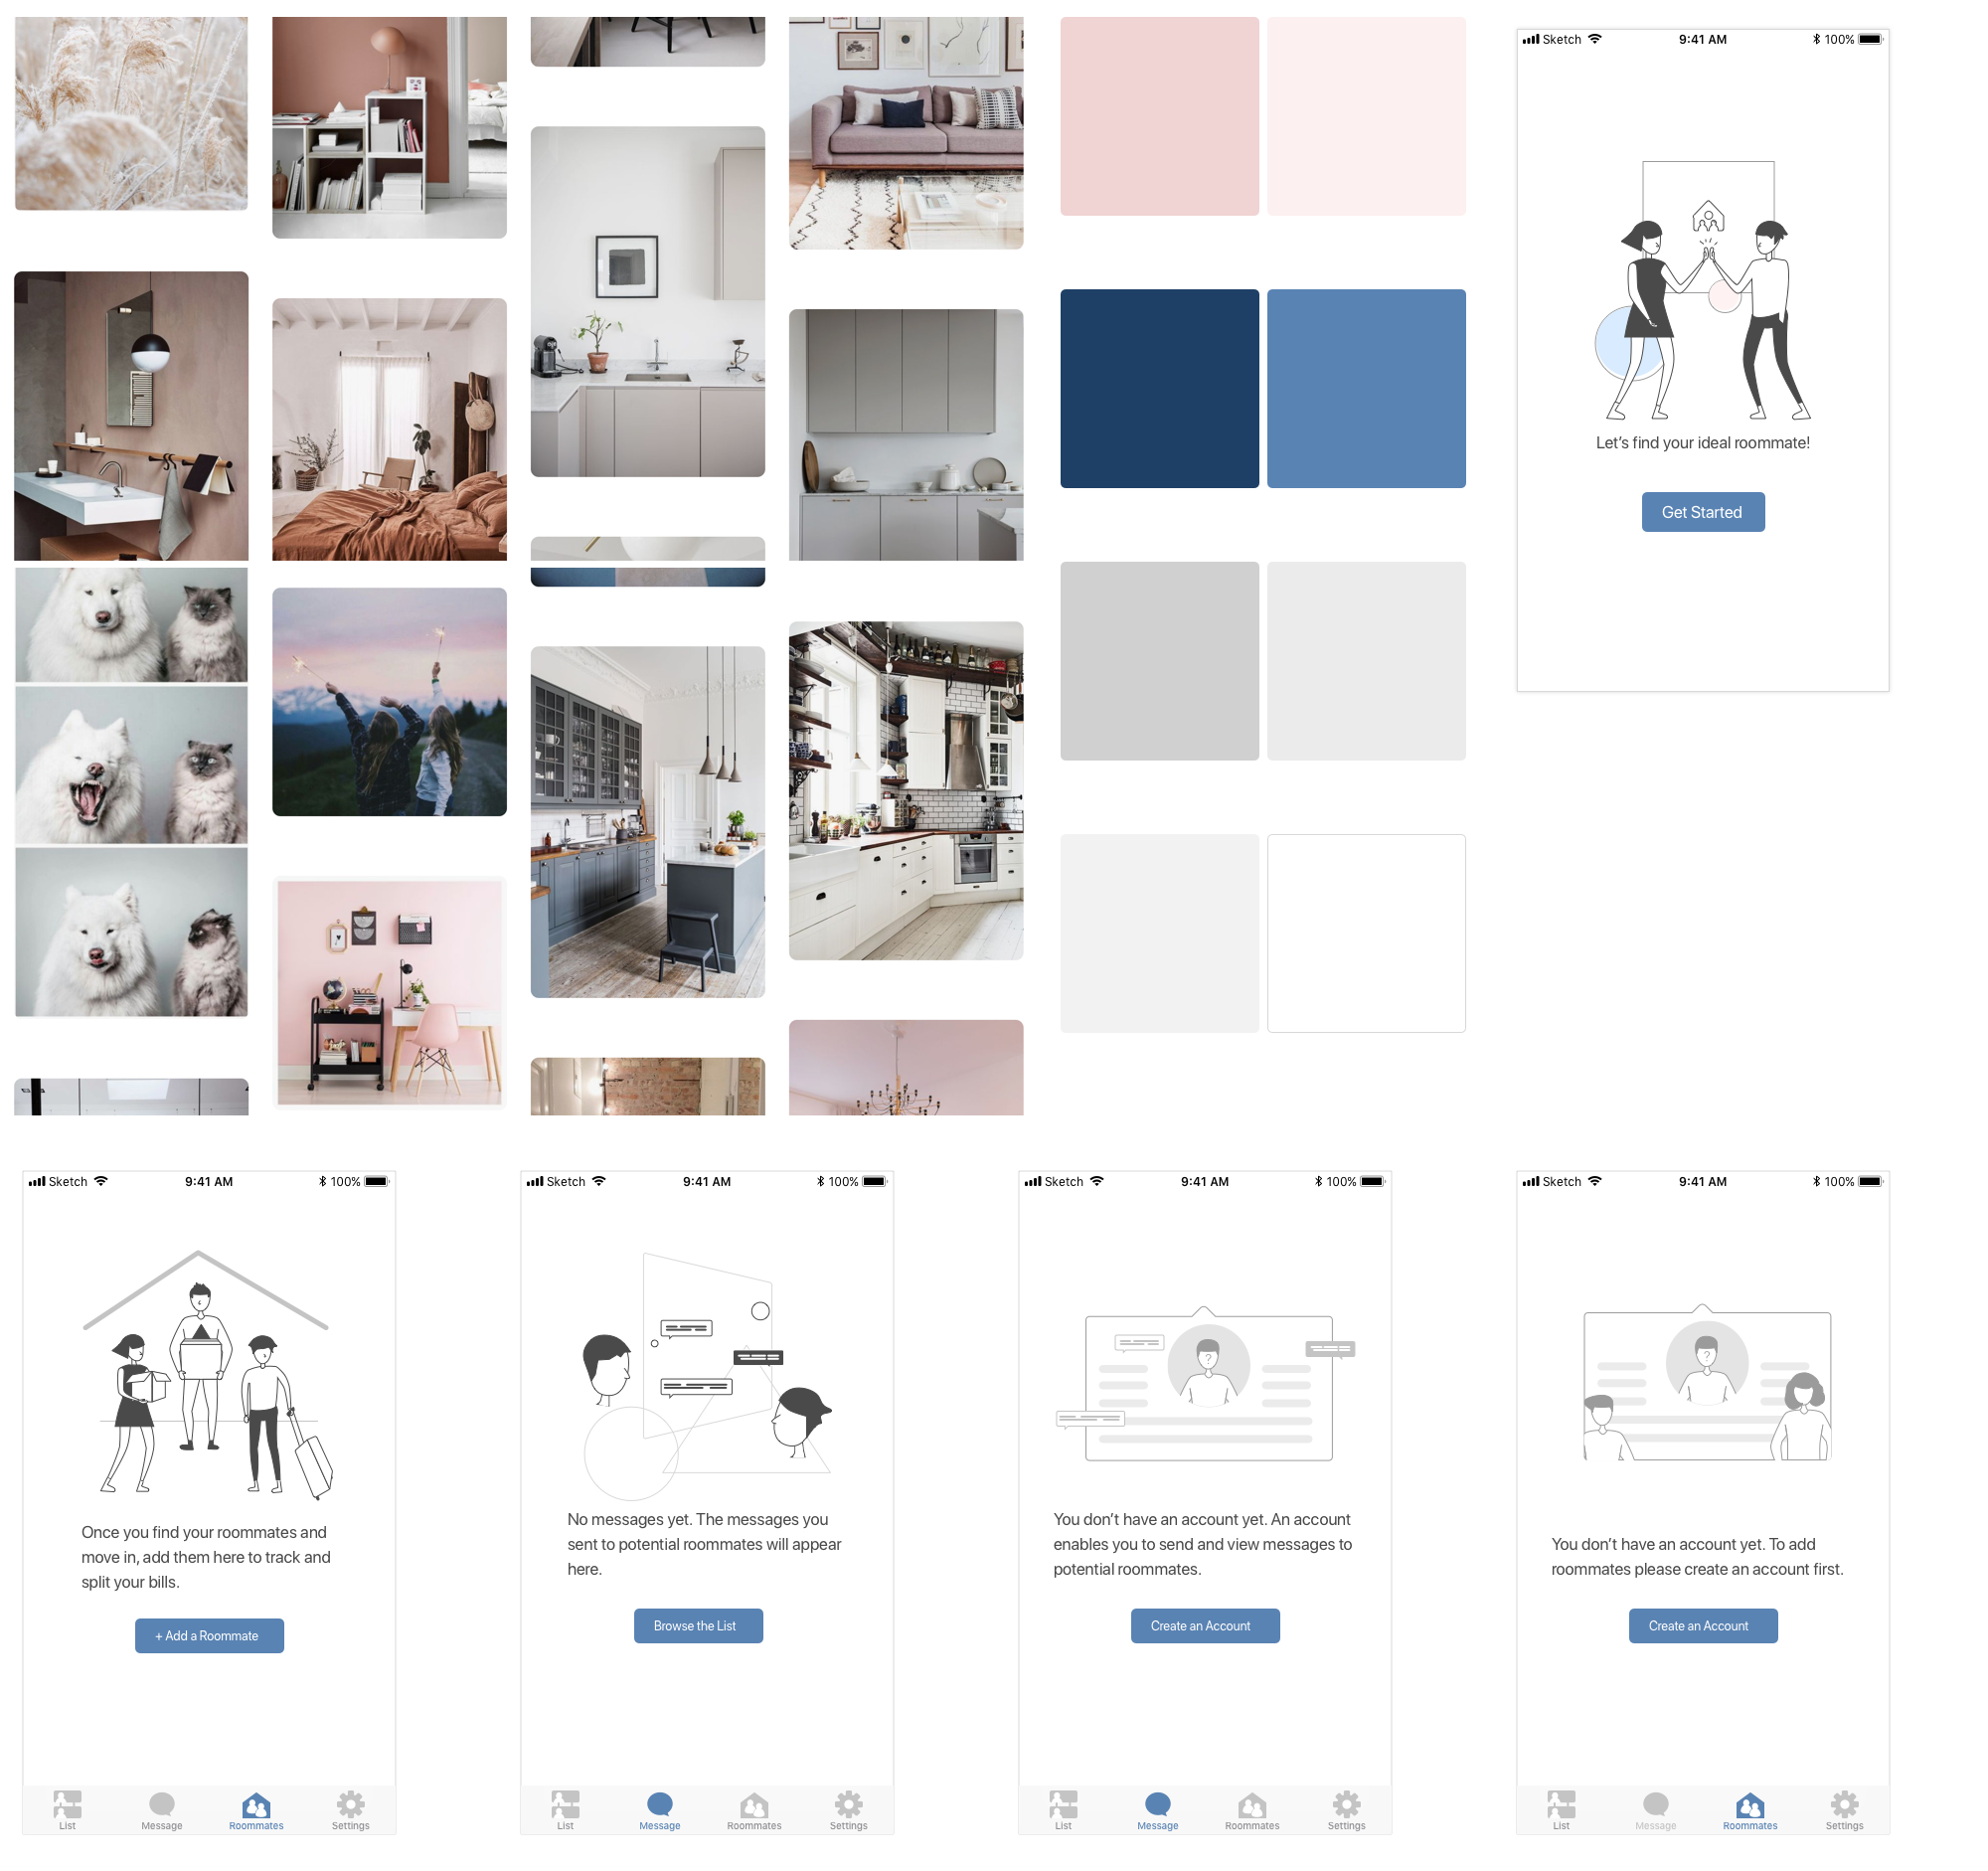 Sketch 9:41 AM 100%
Let's find your ideal roommate!
Get Started
Sketch 9:41 AM 100%
Once you find your roommates and
move in, add them here to track and
split your bills.
+ Add a Roommate
List Message Roommates Settings
Sketch 9:41 AM 100%
No messages yet. The messages you
sent to potential roommates will appear
here.
Browse the List
List Message Roommates Settings
Sketch 9:41 AM 100%
?
You don't have an account yet. An account
enables you to send and view messages to
potential roommates.
Create an Account
List Message Roommates Settings
Sketch 9:41 AM 100%
?
You don't have an account yet. To add
roommates please create an account first.
Create an Account
List Message Roommates Settings